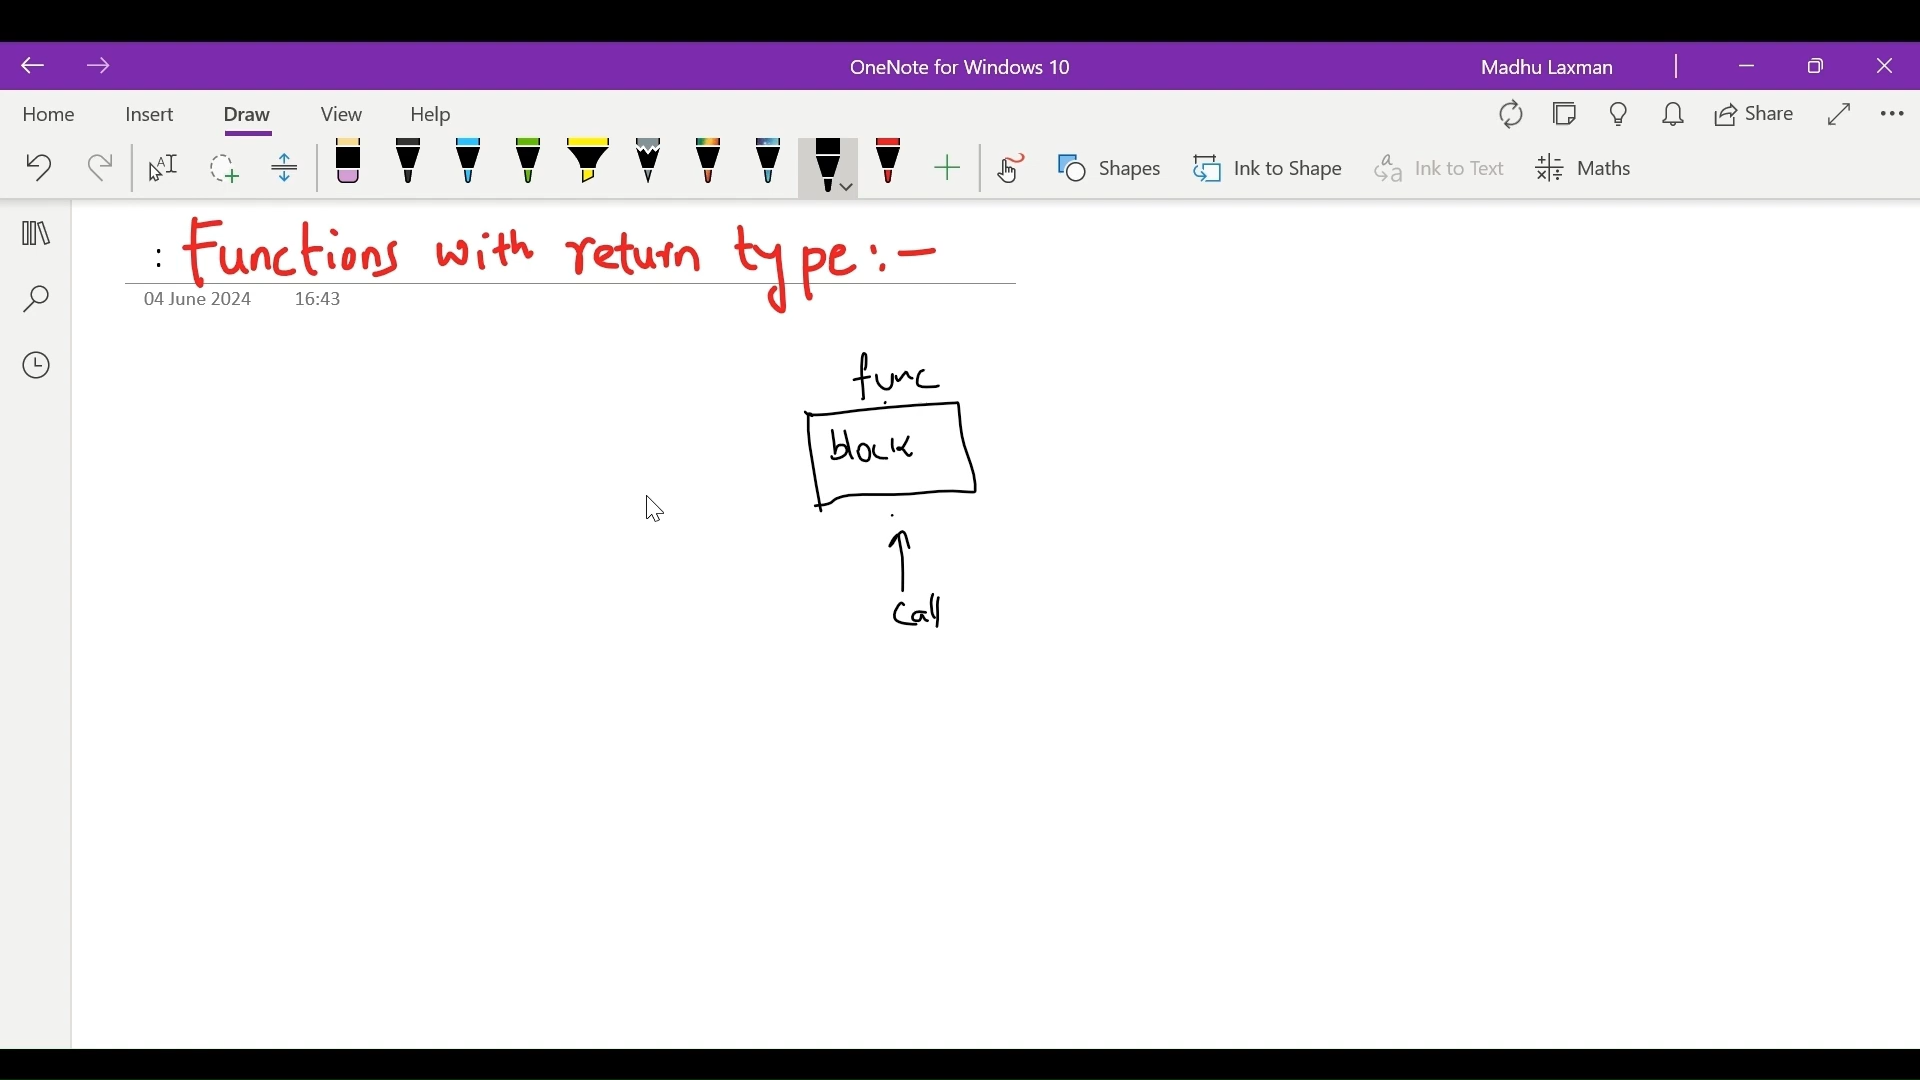 OneNote for Windows 10
Madhu Laxman
Home Insert Draw View Help
Share
Shapes Ink to Shape Ink to Text Maths
: Functions with return type:-
04 June 2024 16:43
func
block
call